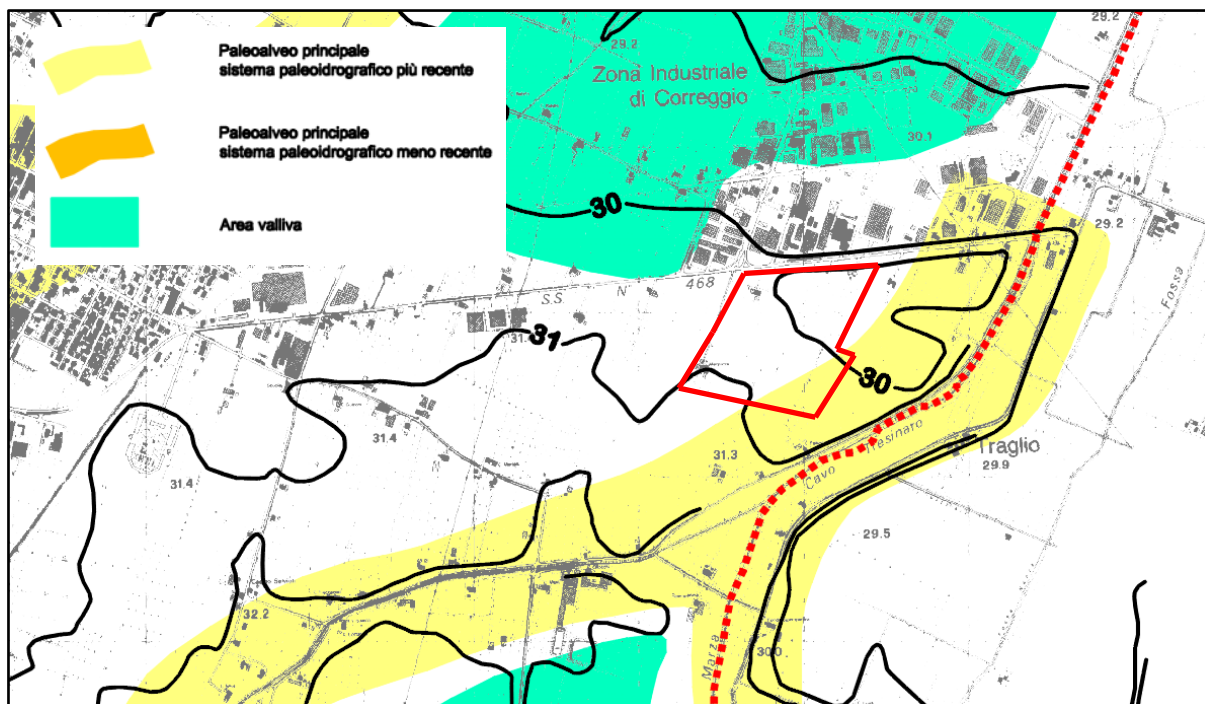 Paleoalveo principale
sistema paleoidrografico più recente
Paleoalveo principale
sistema paleoidrografico meno recente
Area valliva
29.2
29.2
Zona Industriale
di Correggio
30.1
30
29.2
Fossa
S.S. N 468
31
31.4
30
31.4
31.3
Cavo Tresinaro
Traglio
29.9
31.4
29.5
32.2
Marza
30.0